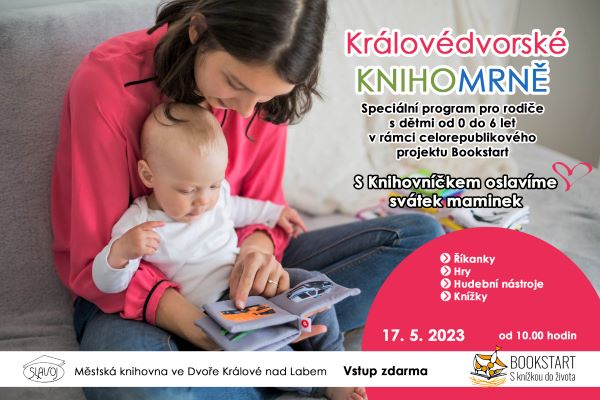 Královédvorské
KNIHOMRNĚ
Speciální program pro rodiče
s dětmi od 0 do 6 let
v rámci celorepublikového
projektu Bookstart
S Knihovníčkem oslavíme
svátek maminek
Říkanky
Hry
Hudební nástroje
Knížky
17. 5. 2023 od 10.00 hodin
SLAVOJ
Městská knihovna ve Dvoře Králové nad Labem Vstup zdarma
BOOKSTART
S knížkou do života